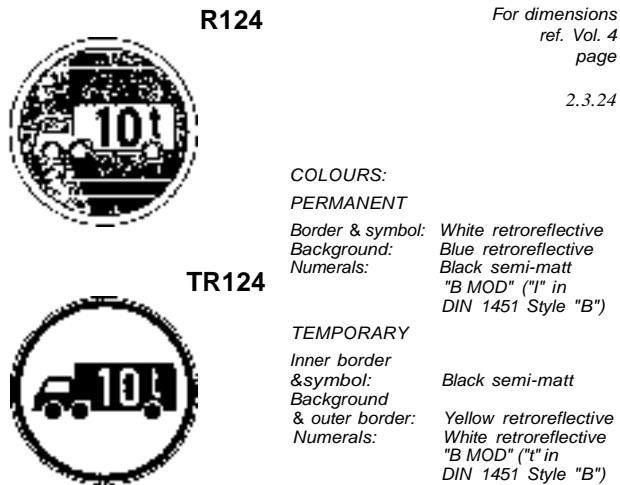 R124
For dimensions
ref. Vol. 4
page
2.3.24
10t
COLOURS:
PERMANENT
Border & symbol: White retroreflective
Background: Blue retroreflective
Numerals: Black semi-matt
"B MOD" ("I" in
DIN 1451 Style "B")
TR124
10t
TEMPORARY
Inner border
&symbol: Black semi-matt
Background
& outer border: Yellow retroreflective
Numerals: White retroreflective
"B MOD" ("t" in
DIN 1451 Style "B")